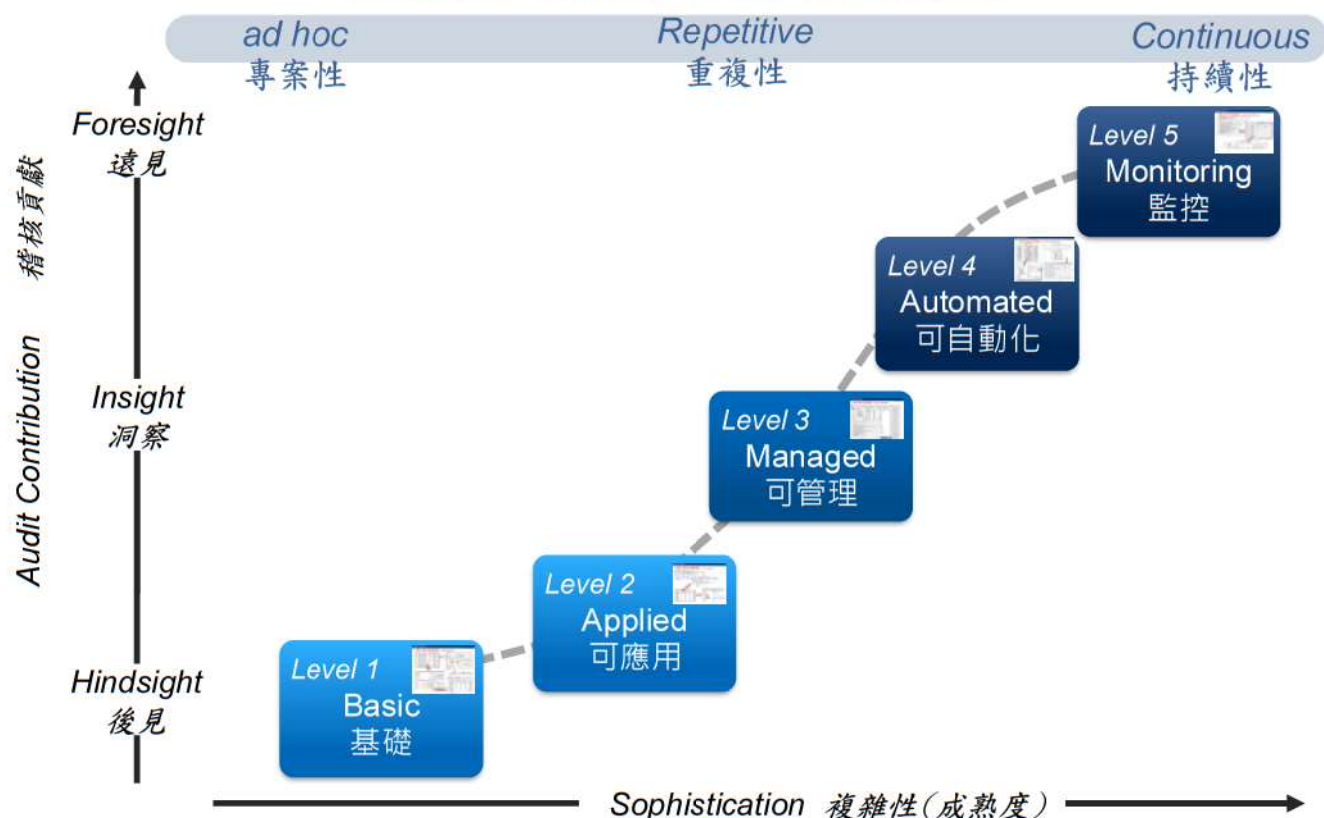 ad hoc
專案性
Repetitive
重複性
Continuous
持續性
Foresight
遠見
Insight
洞察
Hindsight
後見
Audit Contribution 稽核貢獻
Level 5
Monitoring
監控
Level 4
Automated
可自動化
Level 3
Managed
可管理
Level 2
Applied
可應用
Level 1
Basic
基礎
Sophistication 複雜性(成熟度)